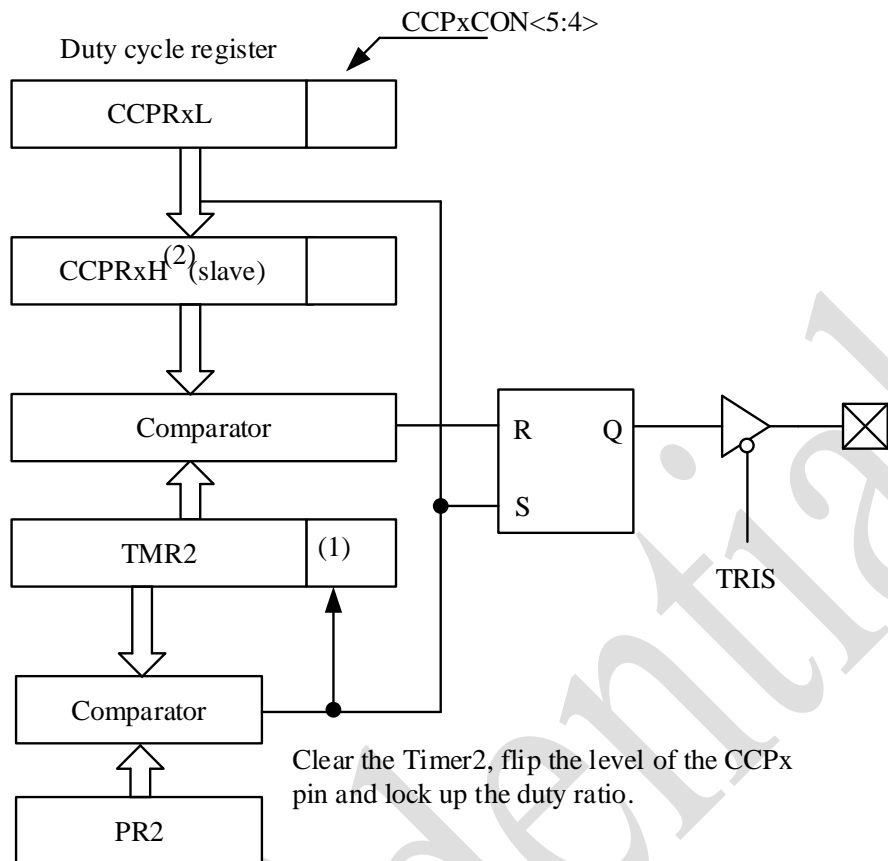 CCPxCON<5:4>
Duty cycle register
CCPRxL
CCPRxH(2) (slave)
Comparator
R Q
S
TMR2 (1)
TRIS
Comparator
Clear the Timer2, flip the level of the CCPx
pin and lock up the duty ratio.
PR2